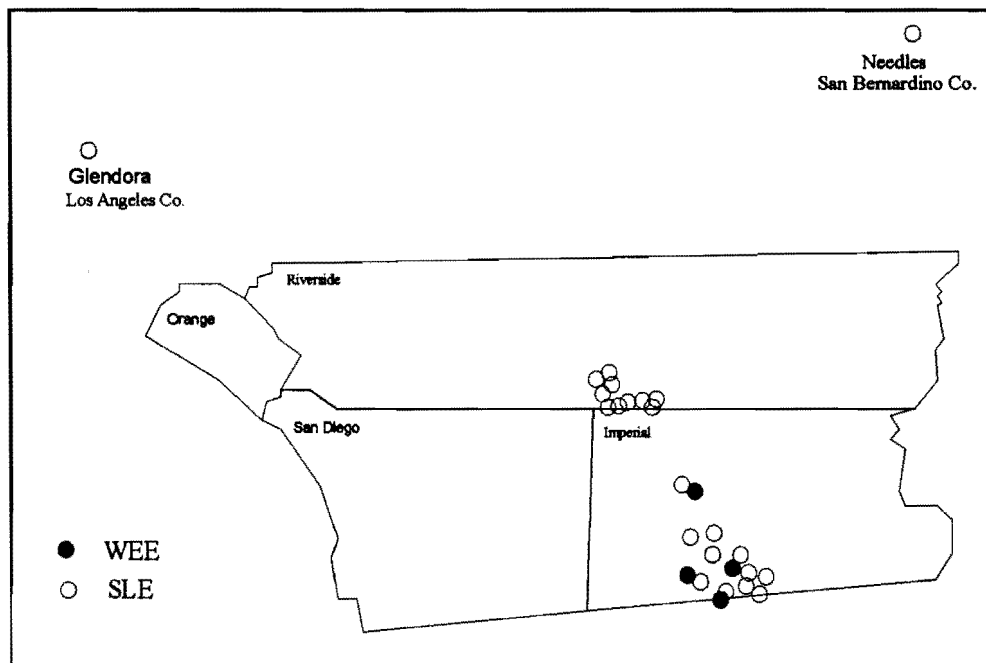 Needles
San Bernardino Co.
Glendora
Los Angeles Co.
Riverside
Orange
San Diego
Imperial
WEE
SLE